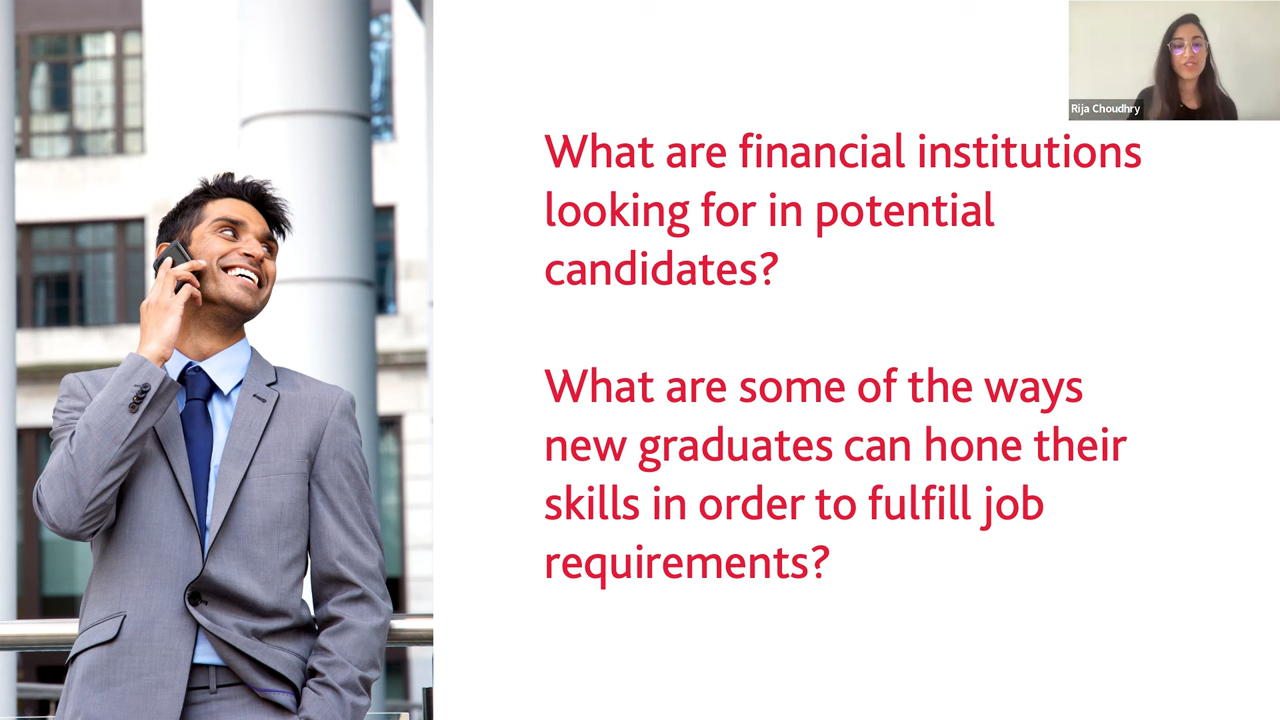 Rija Choudhry
What are financial institutions
looking for in potential
candidates?
What are some of the ways
new graduates can hone their
skills in order to fulfill job
requirements?